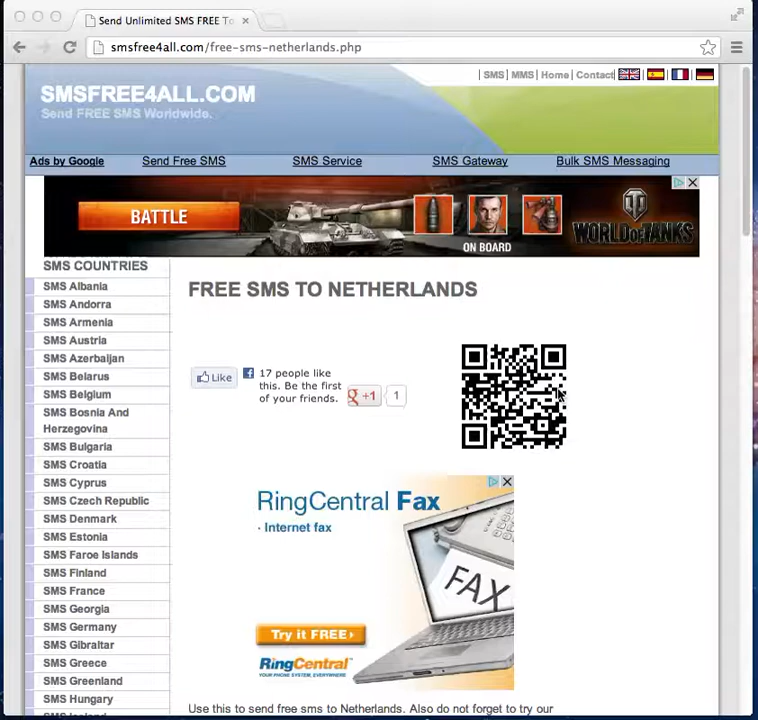 Send Unlimited SMS FREE To
smsfree4all.com/free-sms-netherlands.php
| SMS | MMS | Home | Contact
SMSFREE4ALL.COM
Send FREE SMS Worldwide.
Ads by Google Send Free SMS SMS Service SMS Gateway Bulk SMS Messaging
BATTLE
ON BOARD
WORLD OF TANKS
SMS COUNTRIES
SMS Albania
SMS Andorra
SMS Armenia
SMS Austria
SMS Azerbaijan
SMS Belarus
SMS Belgium
SMS Bosnia And
Herzegovina
SMS Bulgaria
SMS Croatia
SMS Cyprus
SMS Czech Republic
SMS Denmark
SMS Estonia
SMS Faroe Islands
SMS Finland
SMS France
SMS Georgia
SMS Germany
SMS Gibraltar
SMS Greece
SMS Greenland
SMS Hungary
FREE SMS TO NETHERLANDS
Like
17 people like
this. Be the first
of your friends.
g +1 1
RingCentral Fax
· Internet fax
FAX
Try it FREE
RingCentral
YOUR PHONE SYSTEM, EVERYWHERE
Use this to send free sms to Netherlands. Also do not forget to try our